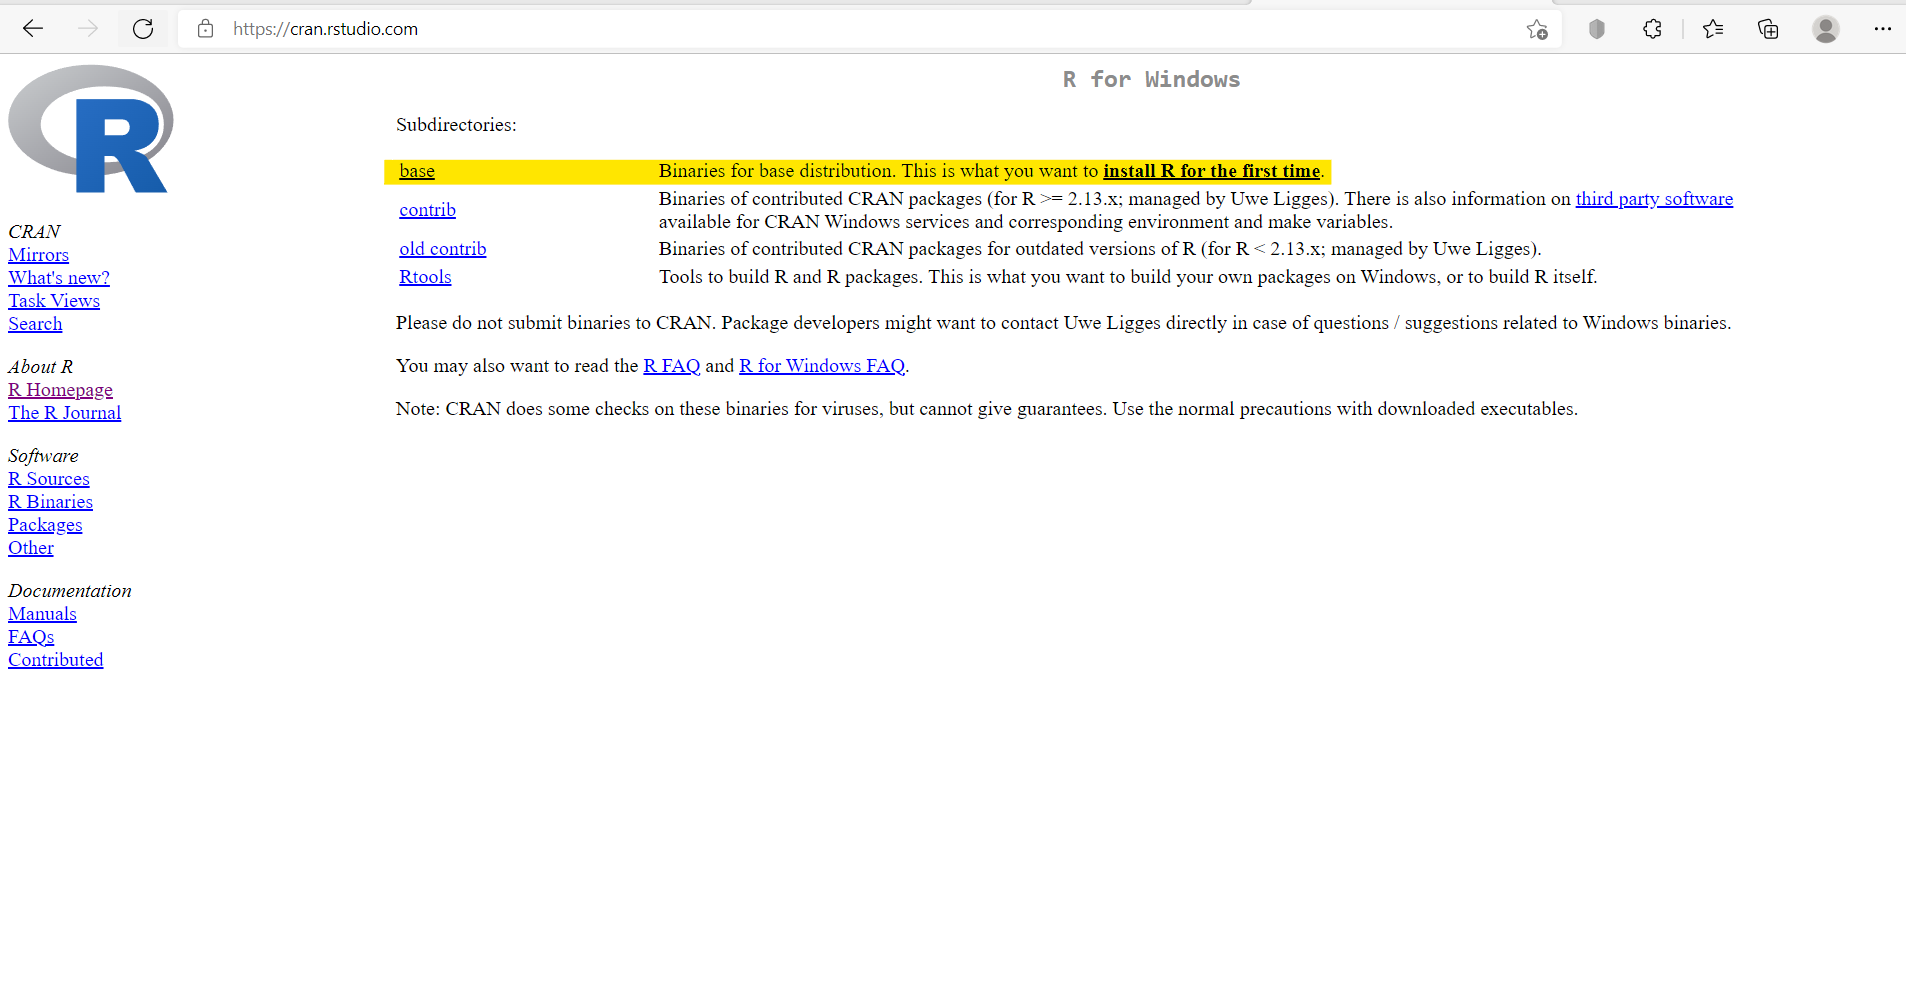 https://cran.rstudio.com
R
CRAN
Mirrors
What's new?
Task Views
Search
About R
R Homepage
The R Journal
Software
R Sources
R Binaries
Packages
Other
Documentation
Manuals
FAQs
Contributed
R for Windows
Subdirectories:
base Binaries for base distribution. This is what you want to install R for the first time.
contrib Binaries of contributed CRAN packages (for R >= 2.13.x; managed by Uwe Ligges). There is also information on third party software
available for CRAN Windows services and corresponding environment and make variables.
old contrib Binaries of contributed CRAN packages for outdated versions of R (for R < 2.13.x; managed by Uwe Ligges).
Rtools Tools to build R and R packages. This is what you want to build your own packages on Windows, or to build R itself.
Please do not submit binaries to CRAN. Package developers might want to contact Uwe Ligges directly in case of questions / suggestions related to Windows binaries.
You may also want to read the R FAQ and R for Windows FAQ.
Note: CRAN does some checks on these binaries for viruses, but cannot give guarantees. Use the normal precautions with downloaded executables.